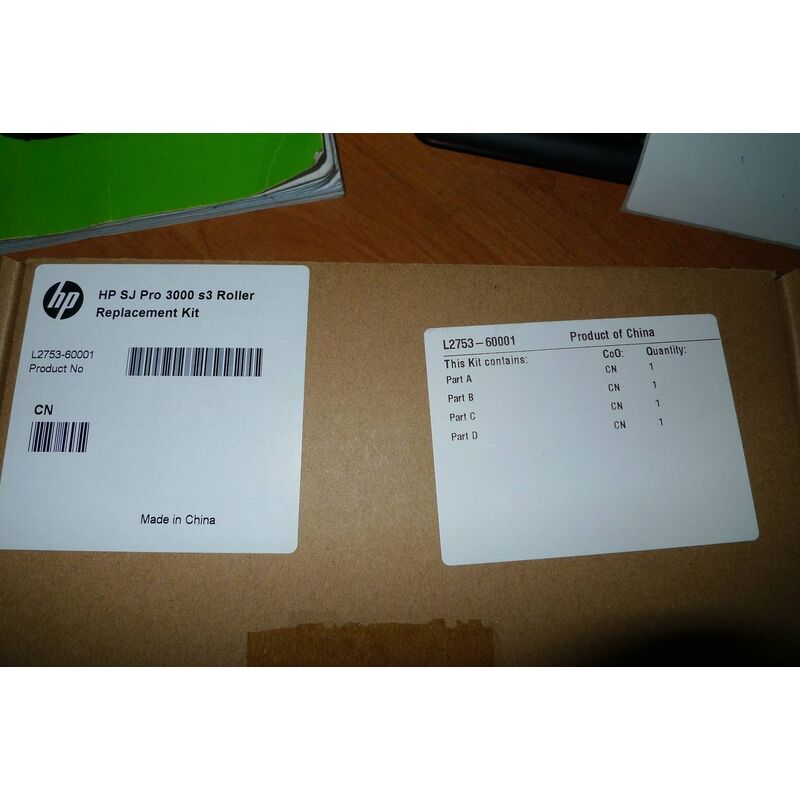 hp
HP SJ Pro 3000 s3 Roller
Replacement Kit
L2753-60001
Product No
CN
Made in China
L2753-60001 Product of China
This Kit contains: CoO: Quantity:
Part A CN 1
Part B CN 1
Part C CN 1
Part D CN 1